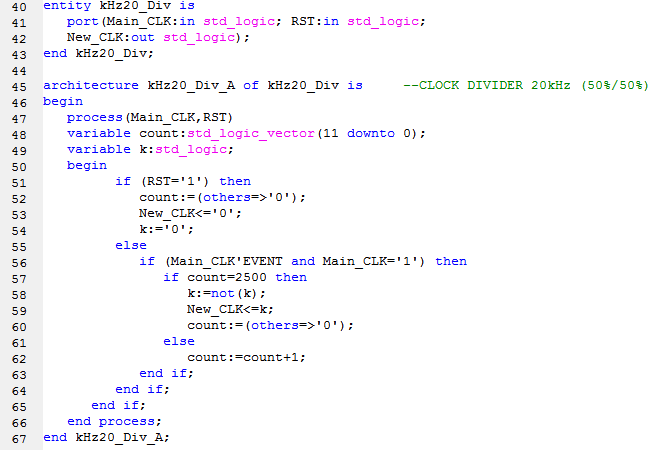 40 entity kHz20_Div is
41    port(Main_CLK:in std_logic; RST:in std_logic;
42    New_CLK:out std_logic);
43 end kHz20_Div;
44
45 architecture kHz20_Div_A of kHz20_Div is     --CLOCK DIVIDER 20kHz (50%/50%)
46 begin
47    process(Main_CLK,RST)
48    variable count:std_logic_vector(11 downto 0);
49    variable k:std_logic;
50    begin
51          if (RST='1') then
52             count:=(others=>'0');
53             New_CLK<='0';
54             k:='0';
55          else
56             if (Main_CLK'EVENT and Main_CLK='1') then
57                if count=2500 then
58                   k:=not(k);
59                   New_CLK<=k;
60                   count:=(others=>'0');
61                else
62                   count:=count+1;
63             end if;
64          end if;
65       end if;
66    end process;
67 end kHz20_Div_A;